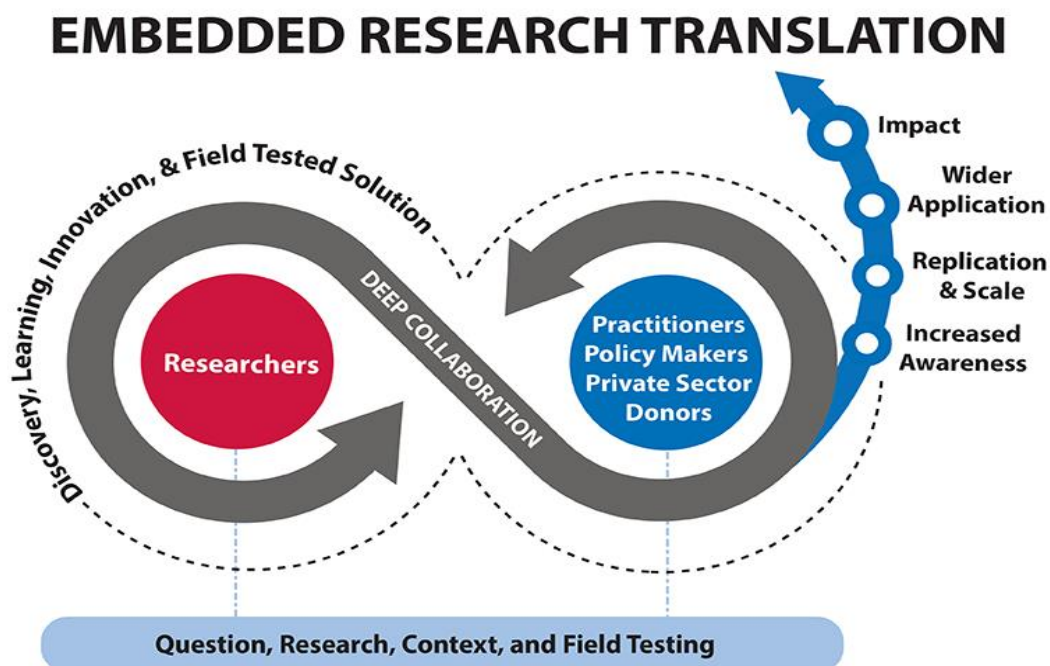 EMBEDDED RESEARCH TRANSLATION
Discovery, Learning, Innovation, & Field Tested Solution
Researchers
DEEP COLLABORATION
Practitioners
Policy Makers
Private Sector
Donors
Impact
Wider
Application
Replication
& Scale
Increased
Awareness
Question, Research, Context, and Field Testing